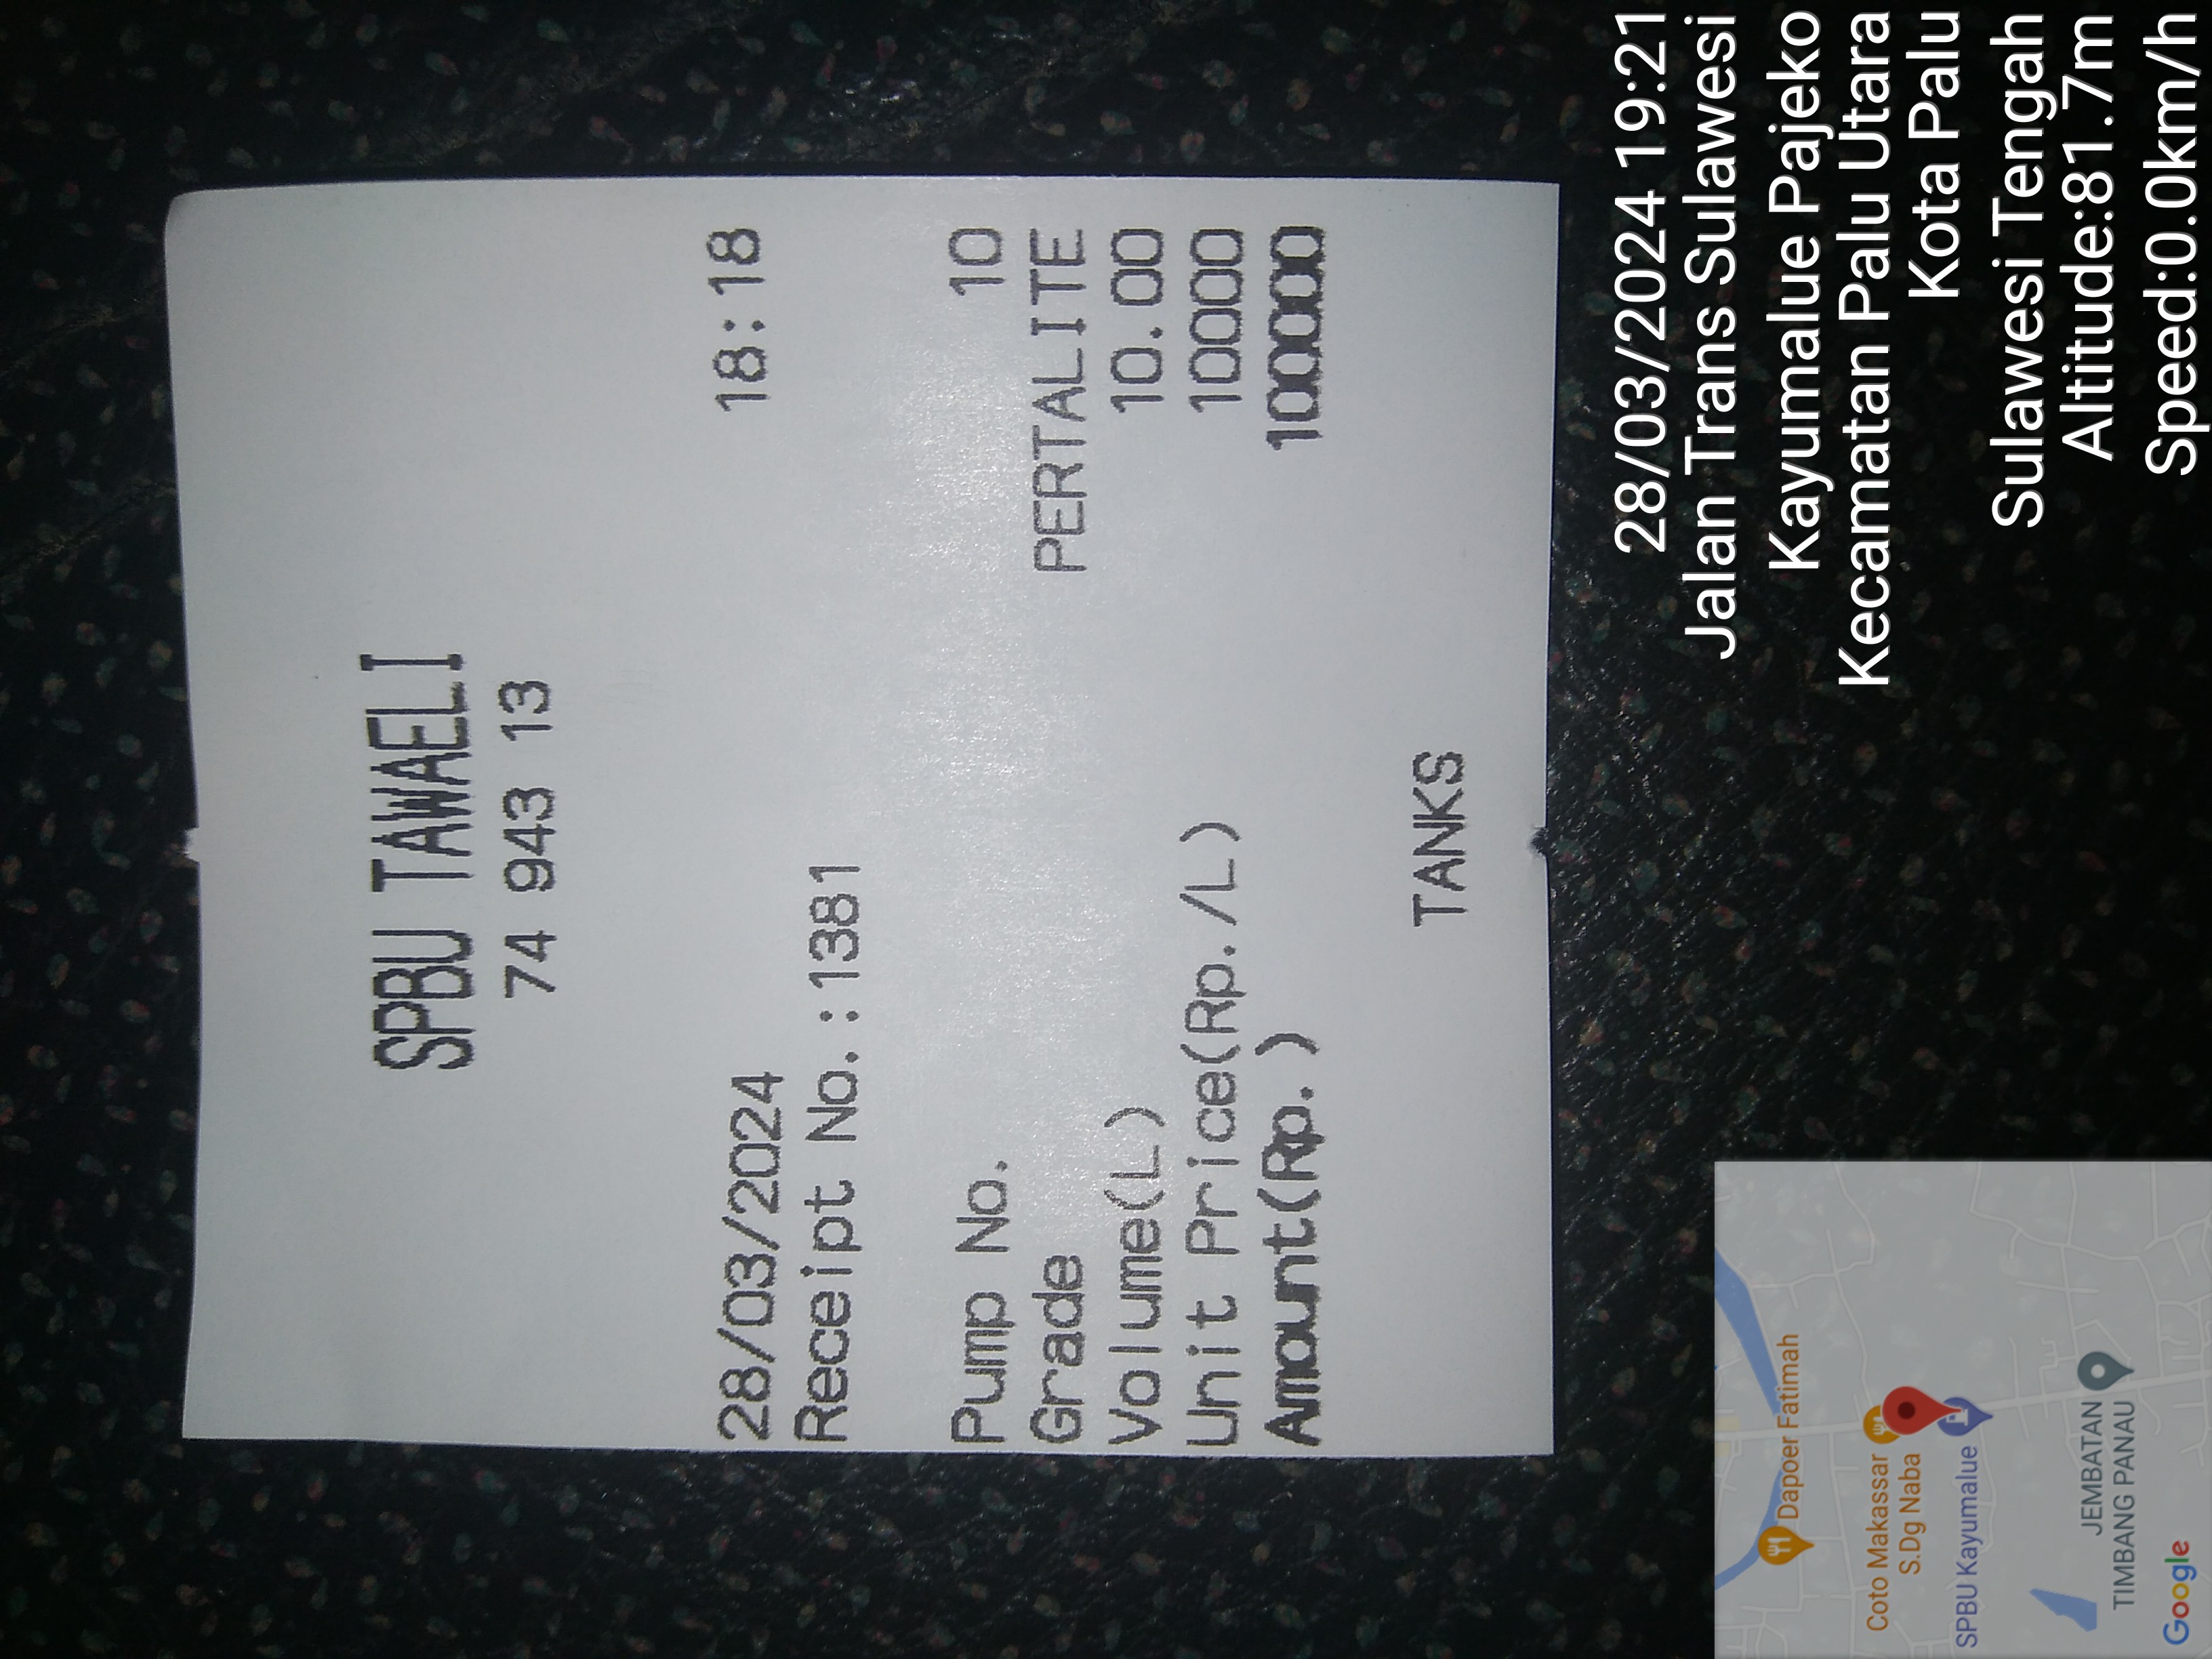 SPBU TAWAELI
74 943 13
28/03/2024 18:18
Receipt No.:1381
Pump No. 10
Grade PERTALITE
Volume(L) 10.00
Unit Price(Rp./L) 10000
Amount(Rp.) 100000
TANKS
28/03/2024 19:21
Jalan Trans Sulawesi
Kayumalue Pajeko
Kecamatan Palu Utara
Kota Palu
Sulawesi Tengah
Altitude:81.7m
Speed:0.0km/h
Dapoer Fatimah
Coto Makassar
S.Dg Naba
SPBU Kayumalue
JEMBATAN
TIMBANG PANAU
Google